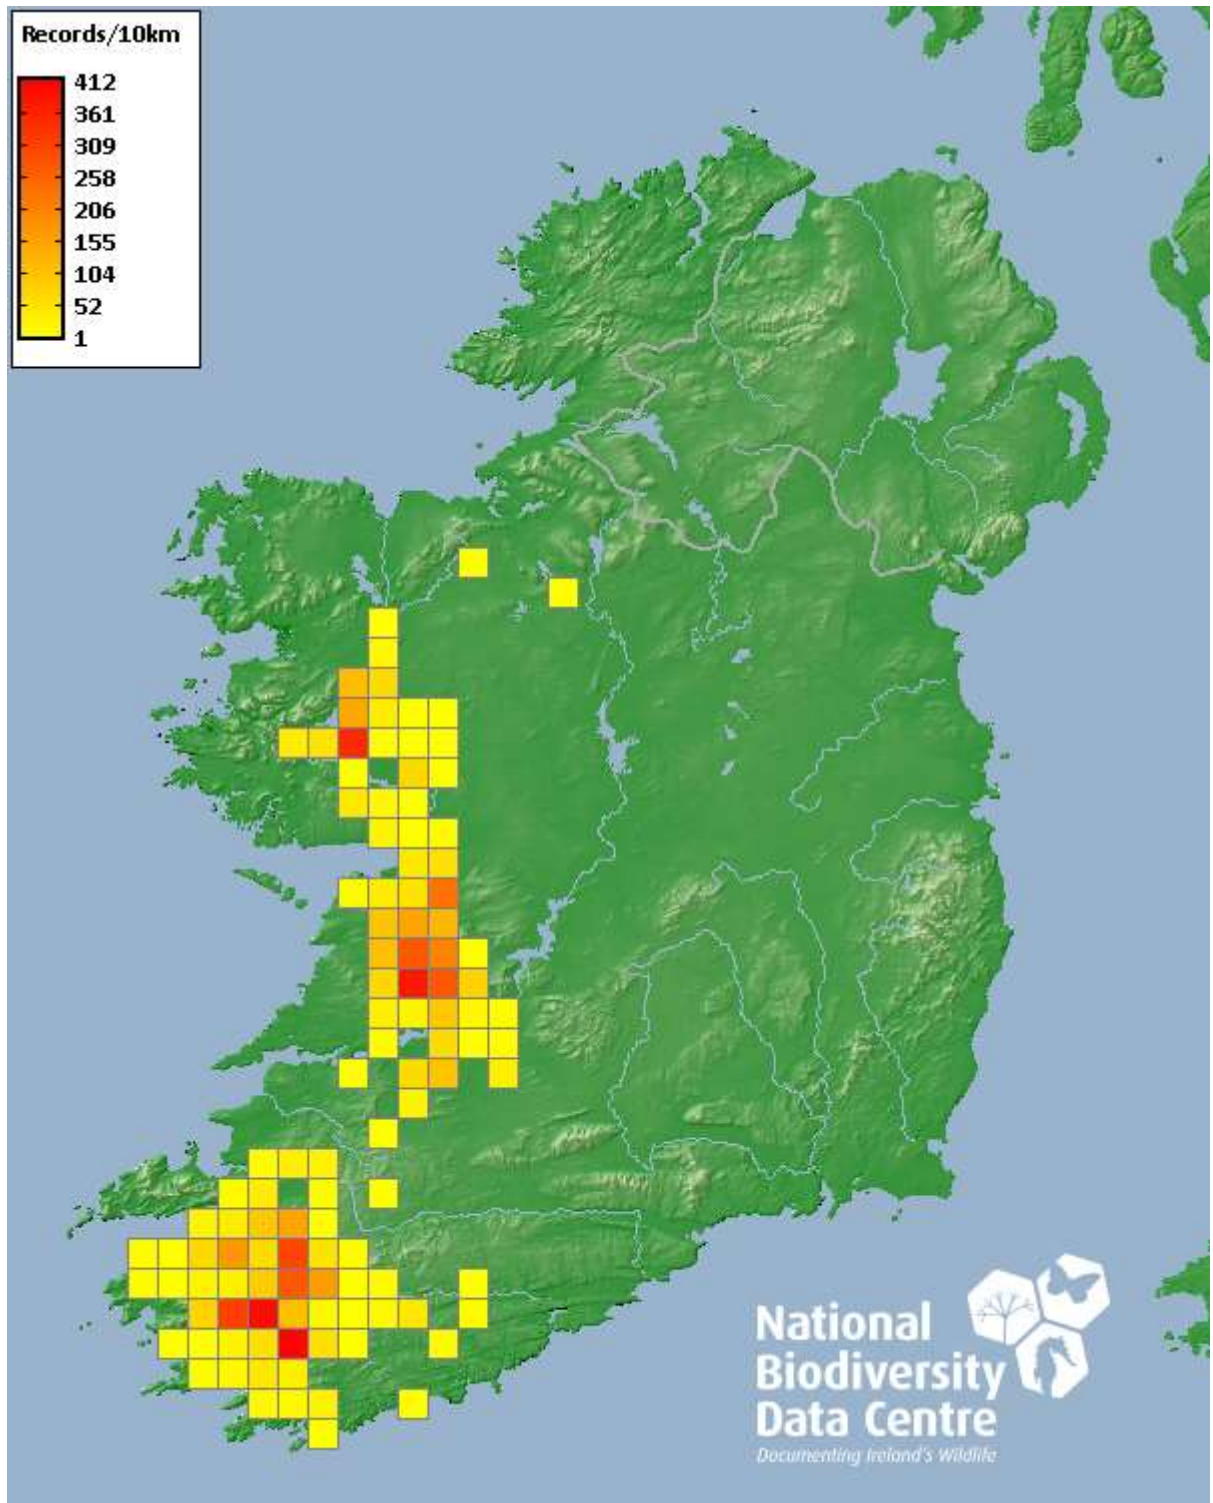 Records/10km
412
361
309
258
206
155
104
52
1
National
Biodiversity
Data Centre
Documenting Ireland's Wildlife